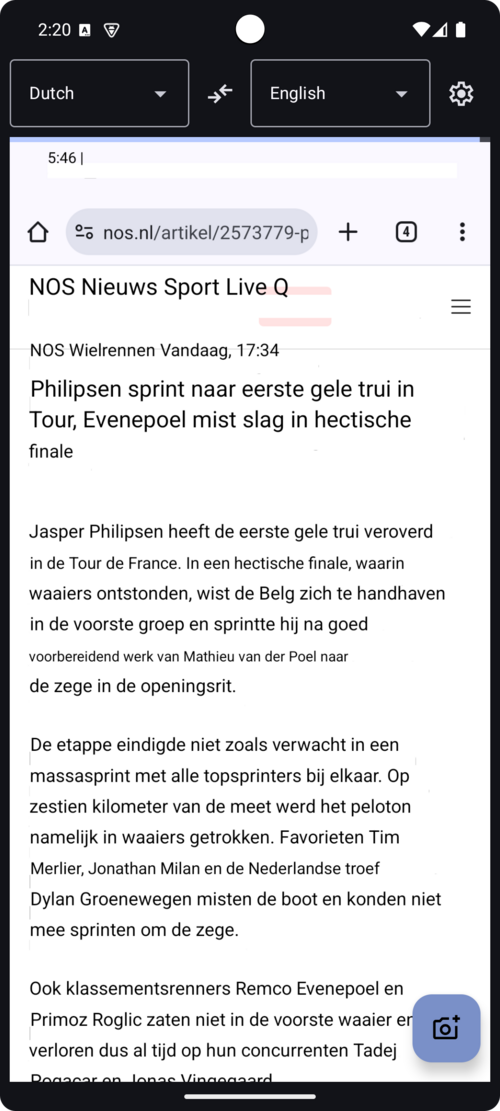 2:20
Dutch
English
5:46 |
nos.nl/artikel/2573779-p
4
NOS Nieuws Sport Live Q
NOS Wielrennen Vandaag, 17:34
Philipsen sprint naar eerste gele trui in
Tour, Evenepoel mist slag in hectische
finale
Jasper Philipsen heeft de eerste gele trui veroverd
in de Tour de France. In een hectische finale, waarin
waaiers ontstonden, wist de Belg zich te handhaven
in de voorste groep en sprintte hij na goed
voorbereidend werk van Mathieu van der Poel naar
de zege in de openingsrit.
De etappe eindigde niet zoals verwacht in een
massasprint met alle topsprinters bij elkaar. Op
zestien kilometer van de meet werd het peloton
namelijk in waaiers getrokken. Favorieten Tim
Merlier, Jonathan Milan en de Nederlandse troef
Dylan Groenewegen misten de boot en konden niet
mee sprinten om de zege.
Ook klassementsrenners Remco Evenepoel en
Primoz Roglic zaten niet in de voorste waaier en
verloren dus al tijd op hun concurrenten Tadej
Pogacar en Jonas Vingegaard